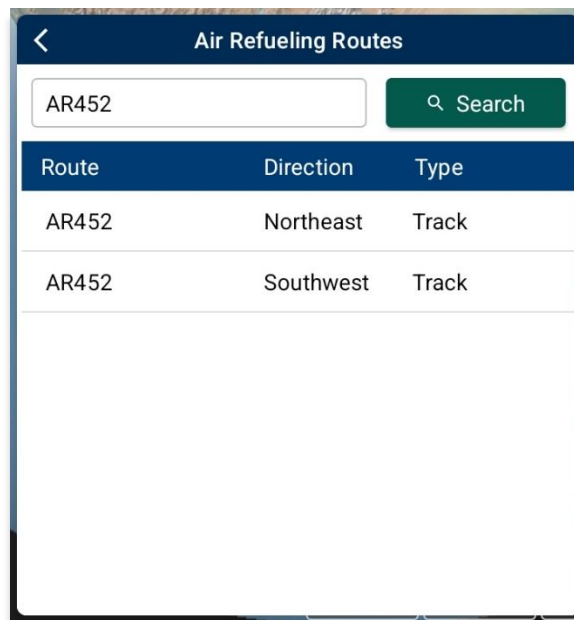 Air Refueling Routes
AR452 Search
Route Direction Type
AR452 Northeast Track
AR452 Southwest Track